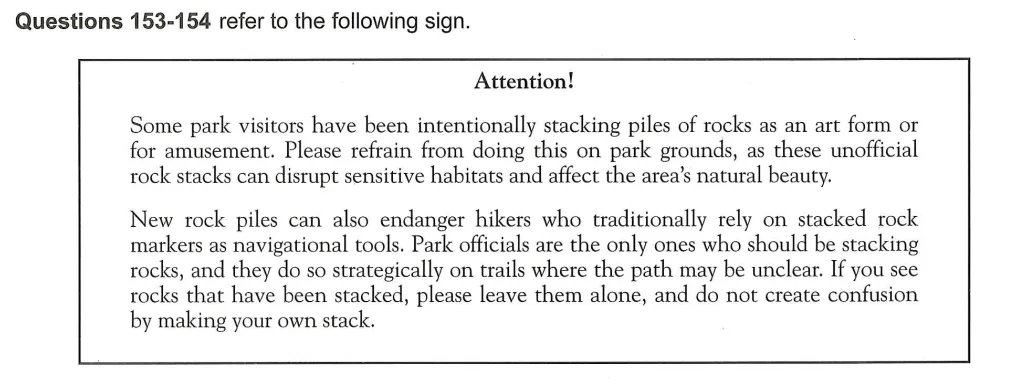 Questions 153-154 refer to the following sign.
Attention!
Some park visitors have been intentionally stacking piles of rocks as an art form or
for amusement. Please refrain from doing this on park grounds, as these unofficial
rock stacks can disrupt sensitive habitats and affect the area's natural beauty.
New rock piles can also endanger hikers who traditionally rely on stacked rock
markers as navigational tools. Park officials are the only ones who should be stacking
rocks, and they do so strategically on trails where the path may be unclear. If you see
rocks that have been stacked, please leave them alone, and do not create confusion
by making your own stack.